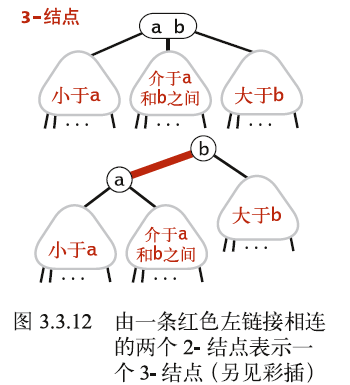 3-结点
a b
小于a
介于a
和b之间
大于b
b
a
小于a
介于a
和b之间
大于b
图 3.3.12 由一条红色左链接相连
的两个 2- 结点表示一
个 3- 结点（另见彩插）